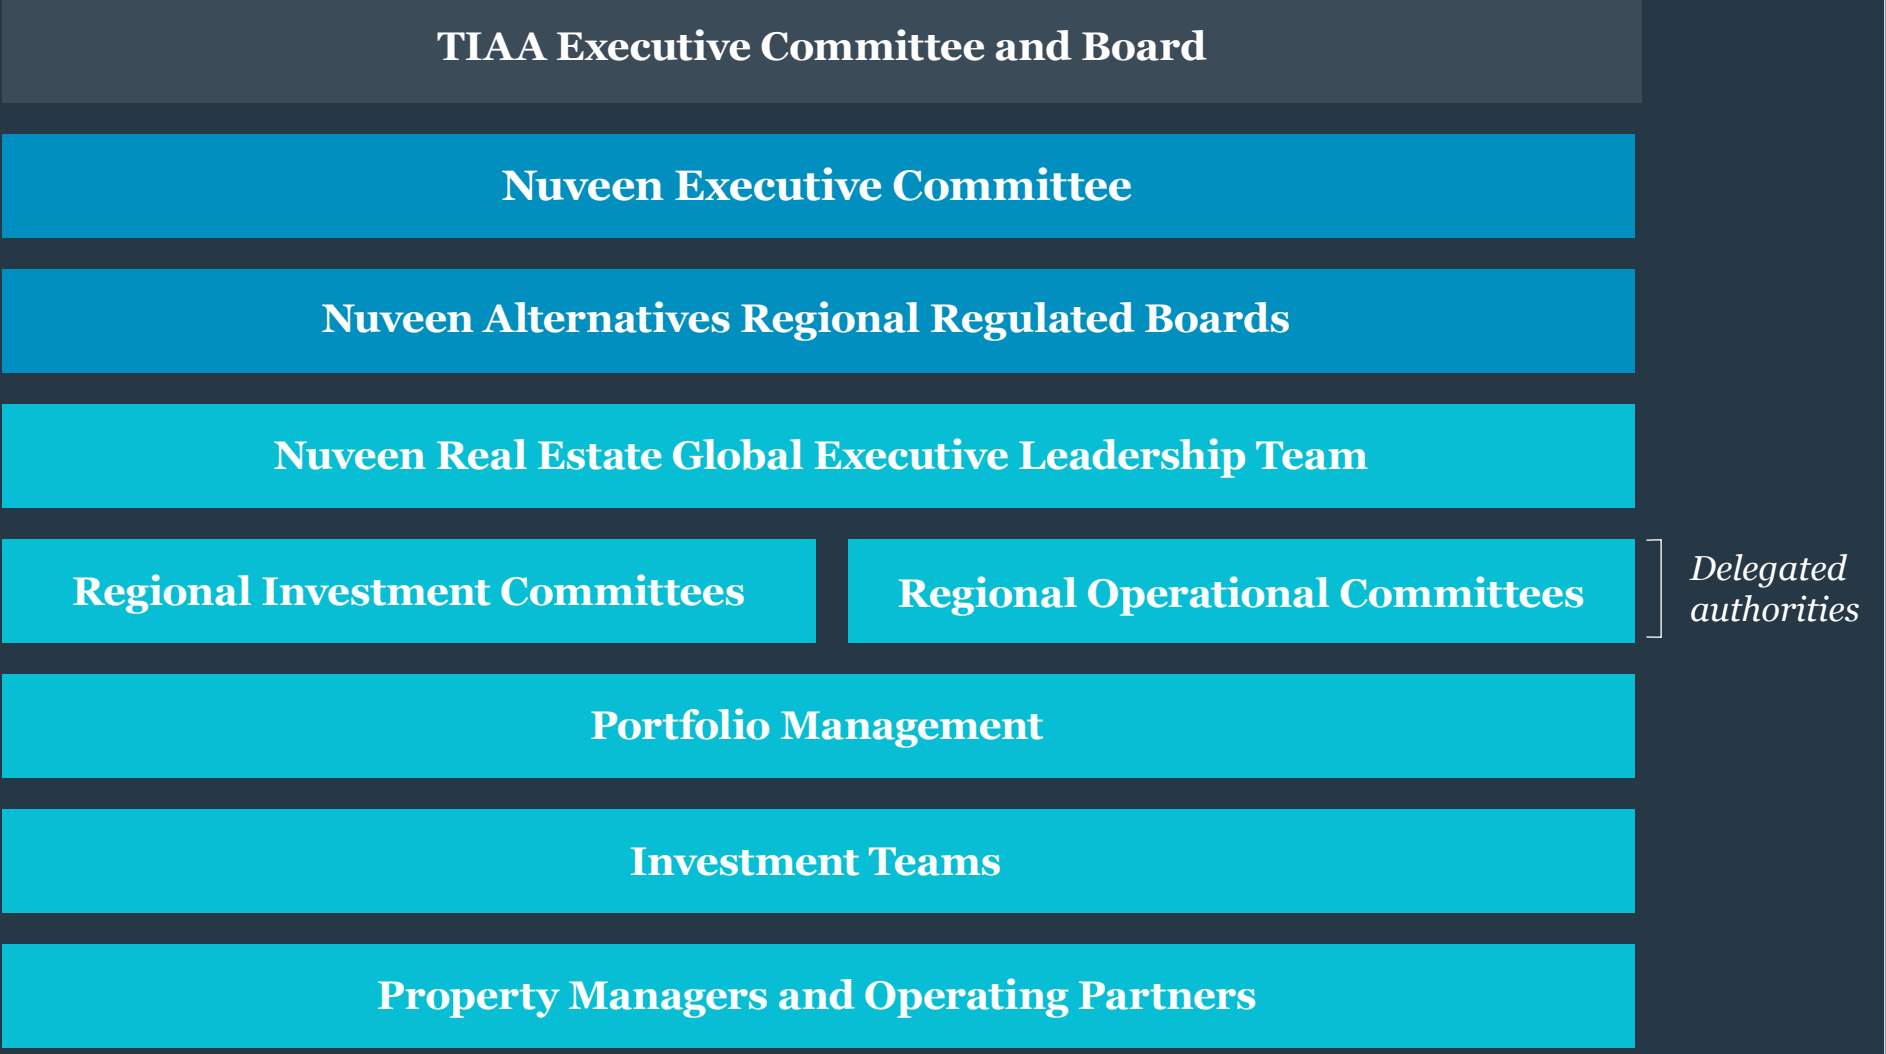 TIAA Executive Committee and Board
Nuveen Executive Committee
Nuveen Alternatives Regional Regulated Boards
Nuveen Real Estate Global Executive Leadership Team
Regional Investment Committees
Regional Operational Committees
Delegated
authorities
Portfolio Management
Investment Teams
Property Managers and Operating Partners